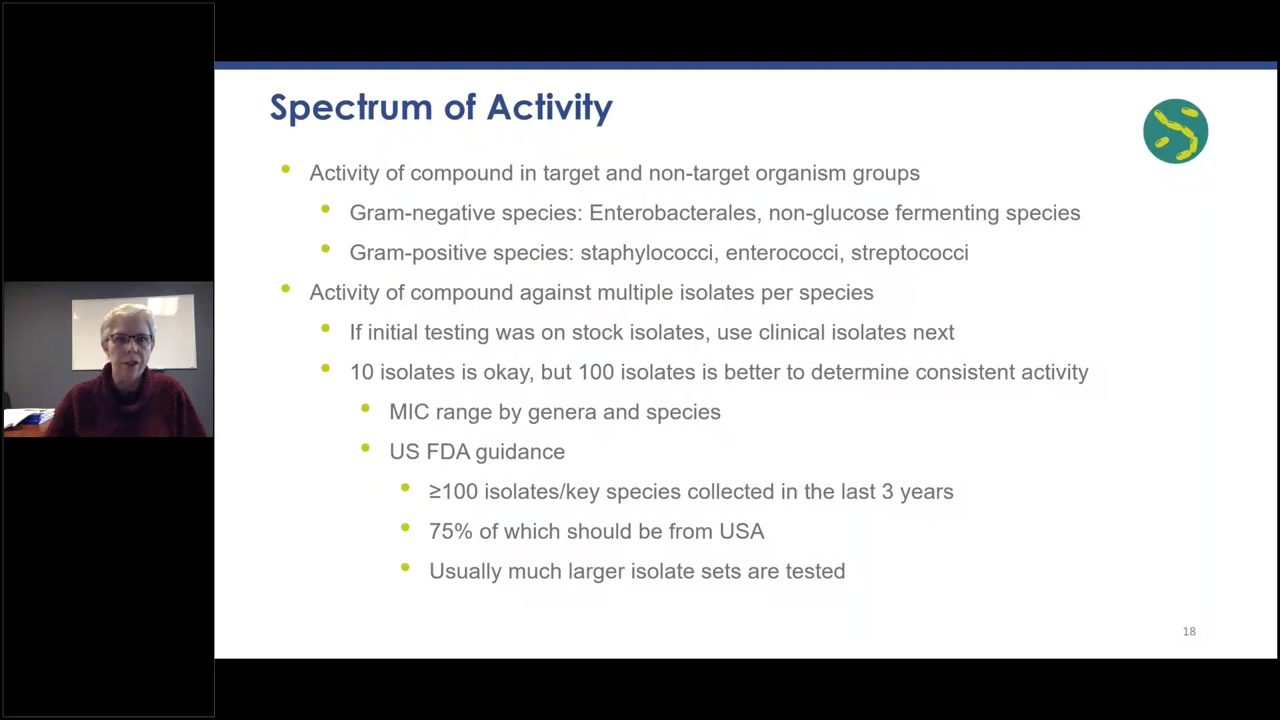 Spectrum of Activity
Activity of compound in target and non-target organism groups
Gram-negative species: Enterobacterales, non-glucose fermenting species
Gram-positive species: staphylococci, enterococci, streptococci
Activity of compound against multiple isolates per species
If initial testing was on stock isolates, use clinical isolates next
10 isolates is okay, but 100 isolates is better to determine consistent activity
MIC range by genera and species
US FDA guidance
≥100 isolates/key species collected in the last 3 years
75% of which should be from USA
Usually much larger isolate sets are tested
18